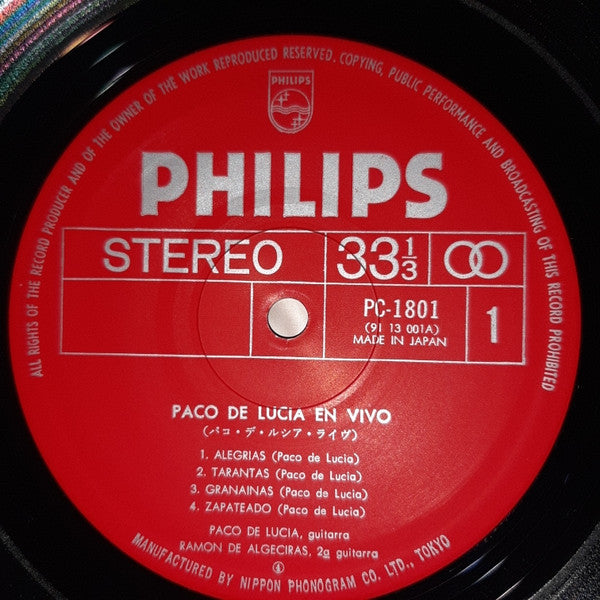 ALL RIGHTS OF THE RECORD PRODUCER AND OF THE OWNER OF THE WORK REPRODUCED RESERVED. COPYING, PUBLIC PERFORMANCE AND BROADCASTING OF THIS RECORD PROHIBITED
PHILIPS
PHILIPS
STEREO 33 1/3
PC-1801
(91 13 001A)
MADE IN JAPAN
1
PACO DE LUCIA EN VIVO
(パコ・デ・ルシア・ライヴ)
1. ALEGRIAS (Paco de Lucia)
2. TARANTAS (Paco de Lucia)
3. GRANAINAS (Paco de Lucia)
4. ZAPATEADO (Paco de Lucia)
PACO DE LUCIA, guitarra
RAMON DE ALGECIRAS, 2a guitarra
④
MANUFACTURED BY NIPPON PHONOGRAM CO. LTD., TOKYO